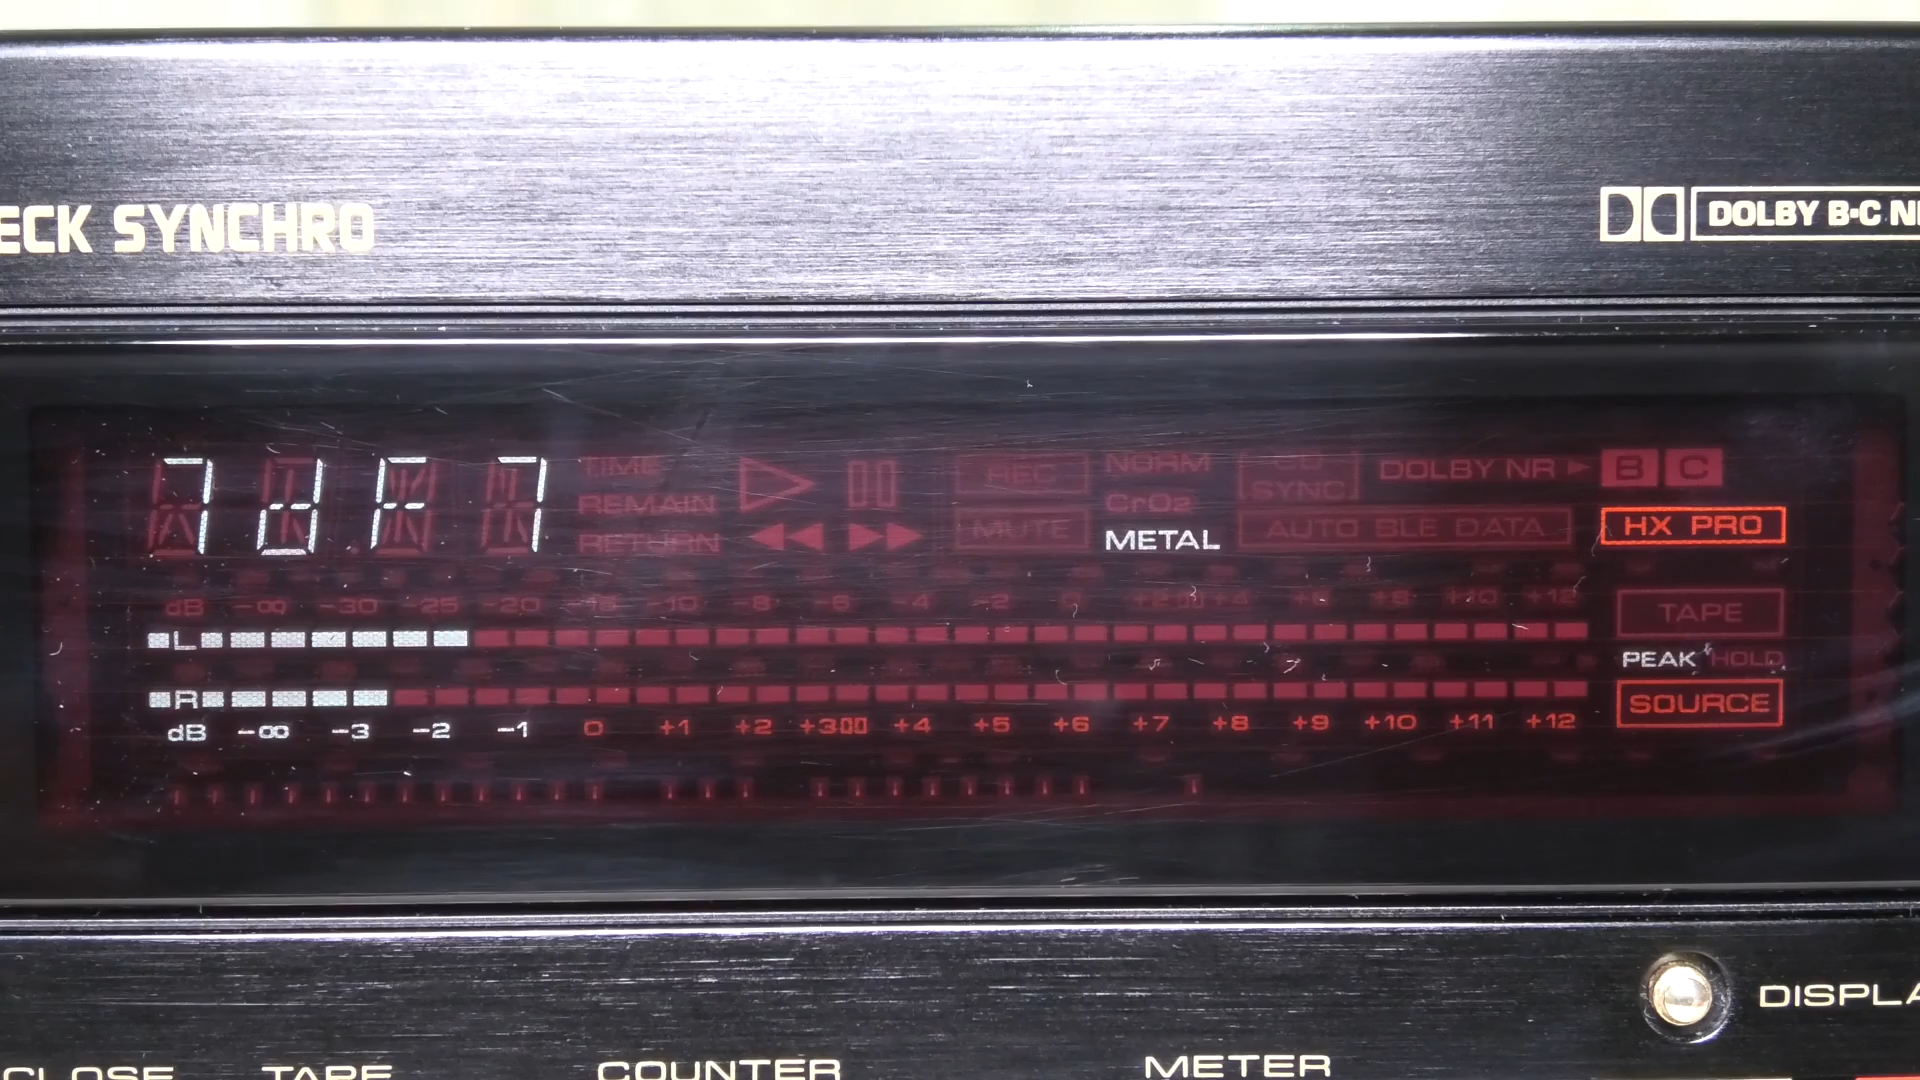 ECK SYNCHRO
DOLBY B·C N
7dF7
TIME
REMAIN
RETURN
REC
MUTE
NORM
CrO2
METAL
CD
SYNC
DOLBY NR ▶ B C
AUTO BLE DATA
HX PRO
dB -∞ -30 -25 -20 -15 -10 -8 -6 -4 -2 0 +2 +4 +6 +8 +10 +12
TAPE
L
PEAK HOLD
R
SOURCE
dB -∞ -3 -2 -1 0 +1 +2 +3 +4 +5 +6 +7 +8 +9 +10 +11 +12
DISPLA
CLOSE TAPE COUNTER METER